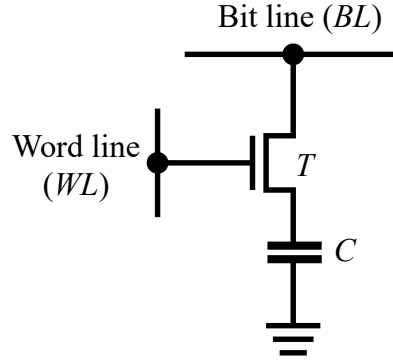 Bit line (BL)
Word line
(WL)
T
C